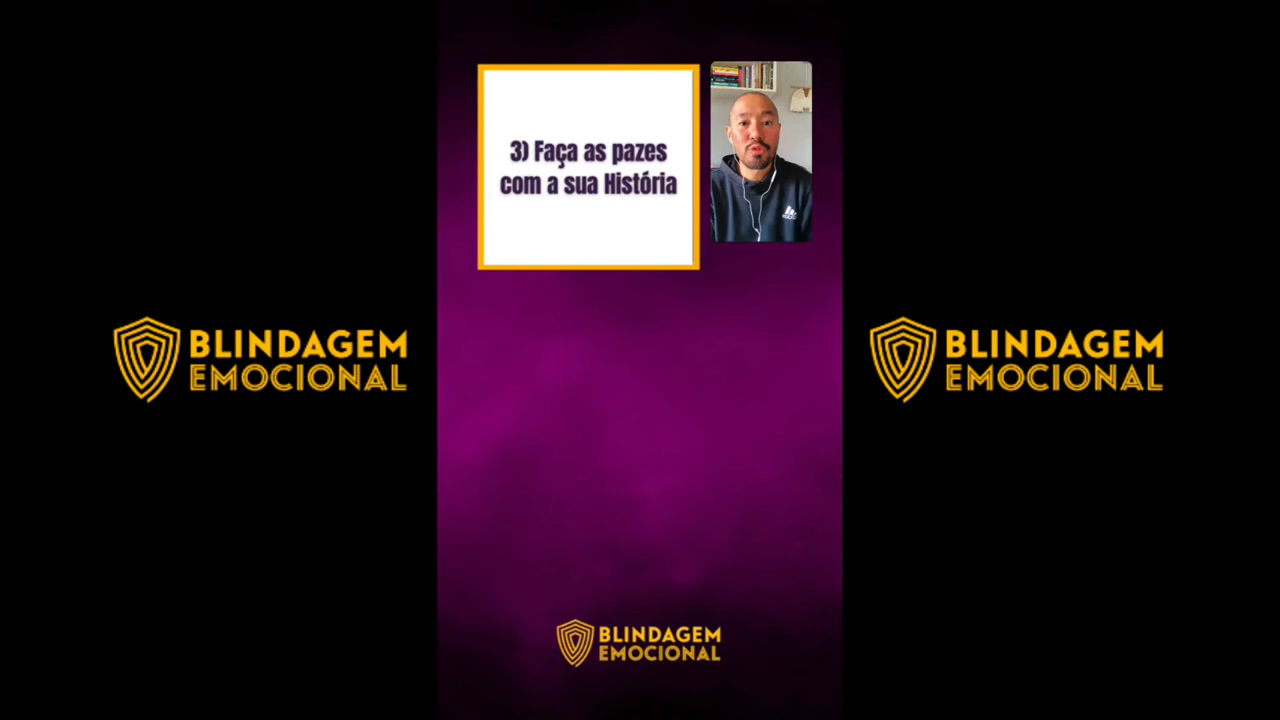 3) Faça as pazes
com a sua História
BLINDAGEM
EMOCIONAL
BLINDAGEM
EMOCIONAL
BLINDAGEM
EMOCIONAL